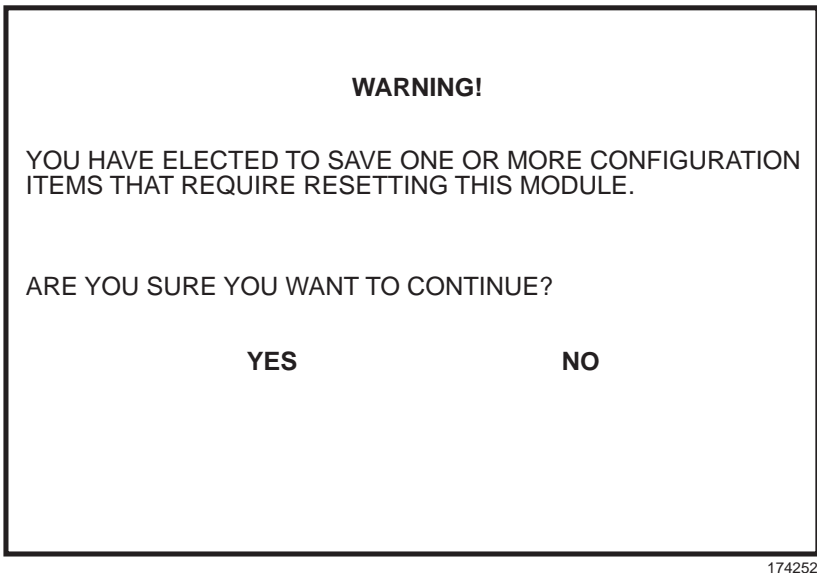 WARNING!
YOU HAVE ELECTED TO SAVE ONE OR MORE CONFIGURATION
ITEMS THAT REQUIRE RESETTING THIS MODULE.
ARE YOU SURE YOU WANT TO CONTINUE?
YES NO
174252